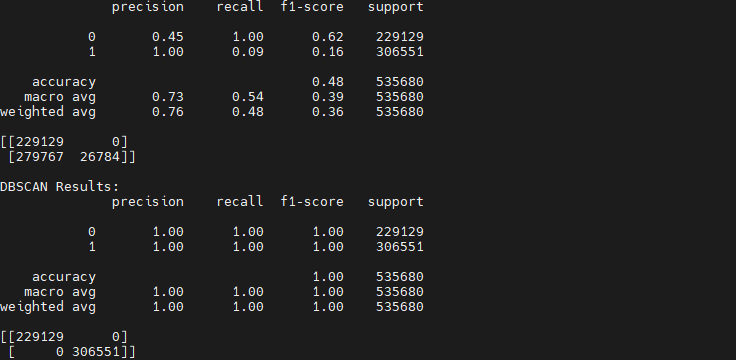 precision    recall  f1-score   support

           0       0.45      1.00      0.62    229129
           1       1.00      0.09      0.16    306551

    accuracy                           0.48    535680
   macro avg       0.73      0.54      0.39    535680
weighted avg       0.76      0.48      0.36    535680

[[229129      0]
 [279767  26784]]

DBSCAN Results:
              precision    recall  f1-score   support

           0       1.00      1.00      1.00    229129
           1       1.00      1.00      1.00    306551

    accuracy                           1.00    535680
   macro avg       1.00      1.00      1.00    535680
weighted avg       1.00      1.00      1.00    535680

[[229129      0]
 [     0 306551]]